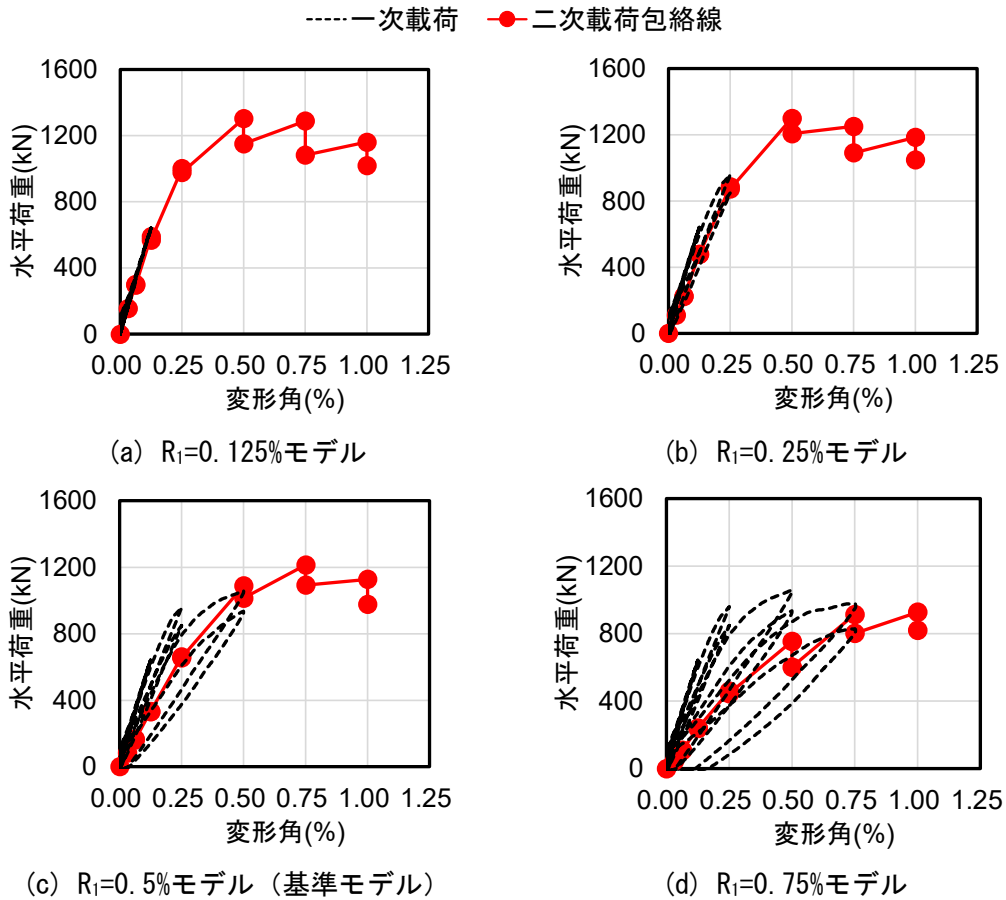 一次載荷 二次載荷包絡線
1600
1200
800
400
0
水平荷重(kN)
0.00 0.25 0.50 0.75 1.00 1.25
変形角(%)
(a) R₁=0.125%モデル
1600
1200
800
400
0
水平荷重(kN)
0.00 0.25 0.50 0.75 1.00 1.25
変形角(%)
(b) R₁=0.25%モデル
1600
1200
800
400
0
水平荷重(kN)
0.00 0.25 0.50 0.75 1.00 1.25
変形角(%)
(c) R₁=0.5%モデル（基準モデル）
1600
1200
800
400
0
水平荷重(kN)
0.00 0.25 0.50 0.75 1.00 1.25
変形角(%)
(d) R₁=0.75%モデル